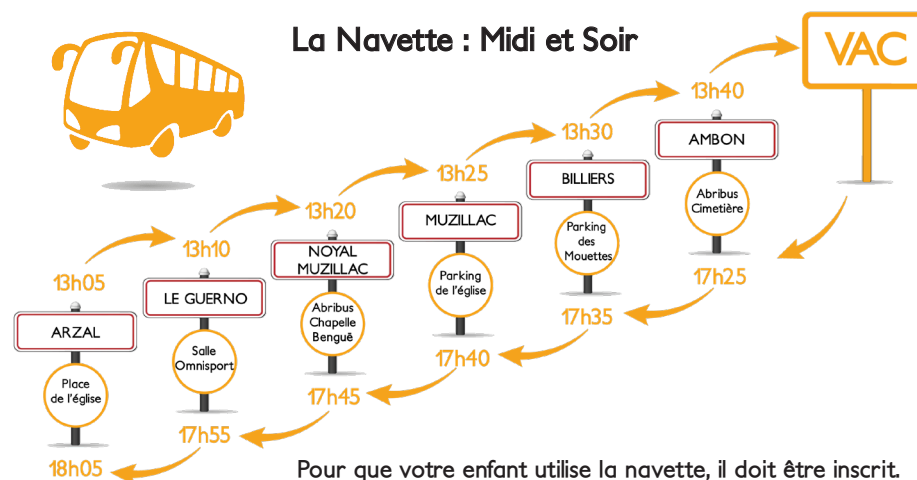 La Navette : Midi et Soir
VAC
13h40
13h30
13h25
13h20
13h10
13h05
AMBON
Abribus
Cimetière
BILLIERS
Parking
des
Mouettes
MUZILLAC
Parking
de l'église
NOYAL
MUZILLAC
Abribus
Chapelle
Benguë
LE GUERNO
Salle
Omnisport
ARZAL
Place
de l'église
17h25
17h35
17h40
17h45
17h55
18h05
Pour que votre enfant utilise la navette, il doit être inscrit.